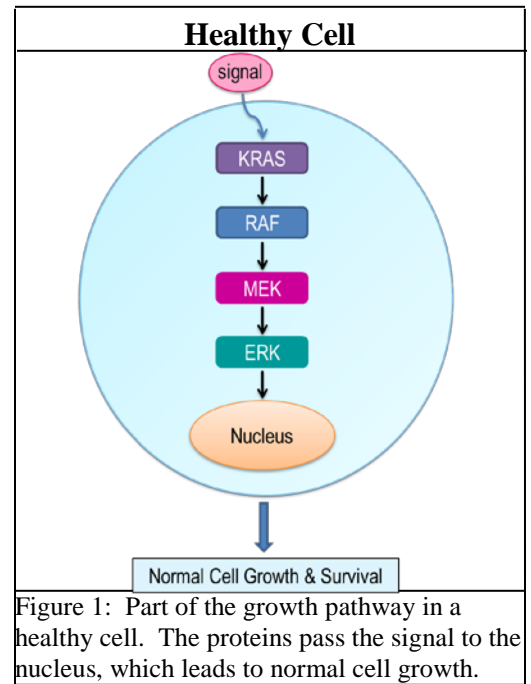 Healthy Cell
signal
KRAS
RAF
MEK
ERK
Nucleus
Normal Cell Growth & Survival
Figure 1:  Part of the growth pathway in a
healthy cell.  The proteins pass the signal to the
nucleus, which leads to normal cell growth.